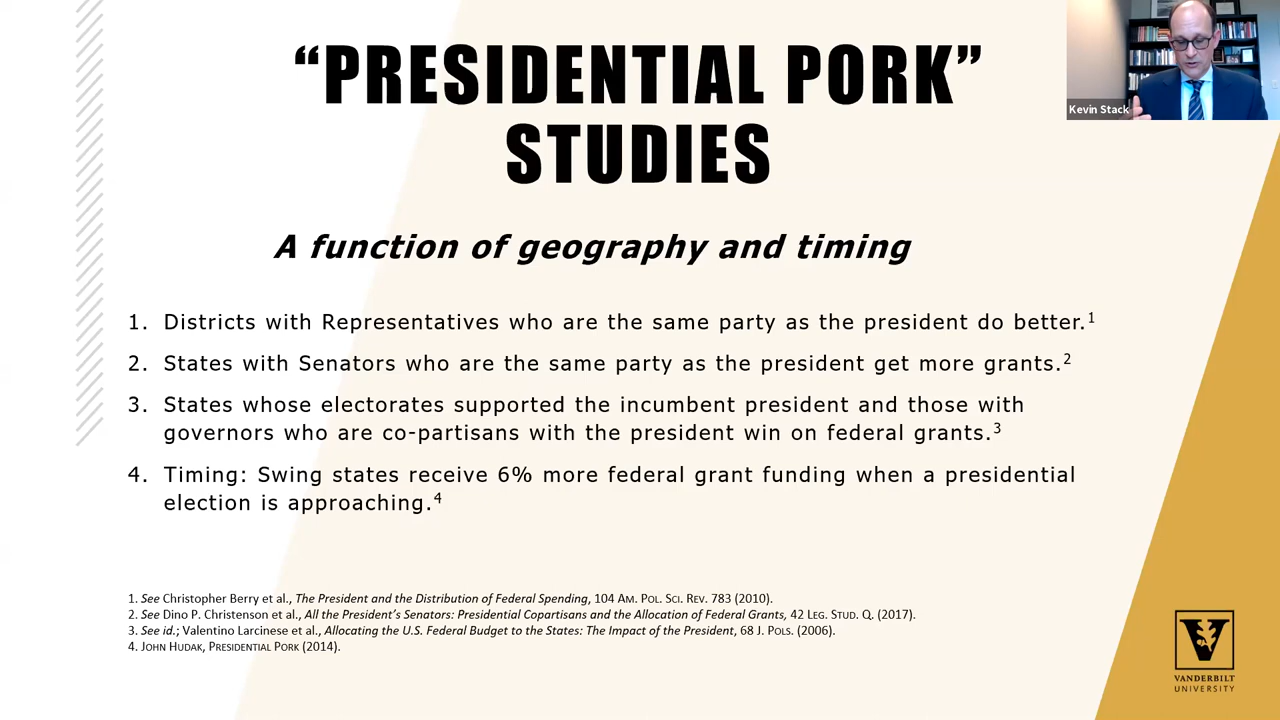 “PRESIDENTIAL PORK”
STUDIES
Kevin Stack
A function of geography and timing
1. Districts with Representatives who are the same party as the president do better.1
2. States with Senators who are the same party as the president get more grants.2
3. States whose electorates supported the incumbent president and those with
governors who are co-partisans with the president win on federal grants.3
4. Timing: Swing states receive 6% more federal grant funding when a presidential
election is approaching.4
1. See Christopher Berry et al., The President and the Distribution of Federal Spending, 104 AM. POL. SCI. REV. 783 (2010).
2. See Dino P. Christenson et al., All the President’s Senators: Presidential Copartisans and the Allocation of Federal Grants, 42 LEG. STUD. Q. (2017).
3. See id.; Valentino Larcinese et al., Allocating the U.S. Federal Budget to the States: The Impact of the President, 68 J. POLS. (2006).
4. JOHN HUDAK, PRESIDENTIAL PORK (2014).
V
VANDERBILT
UNIVERSITY